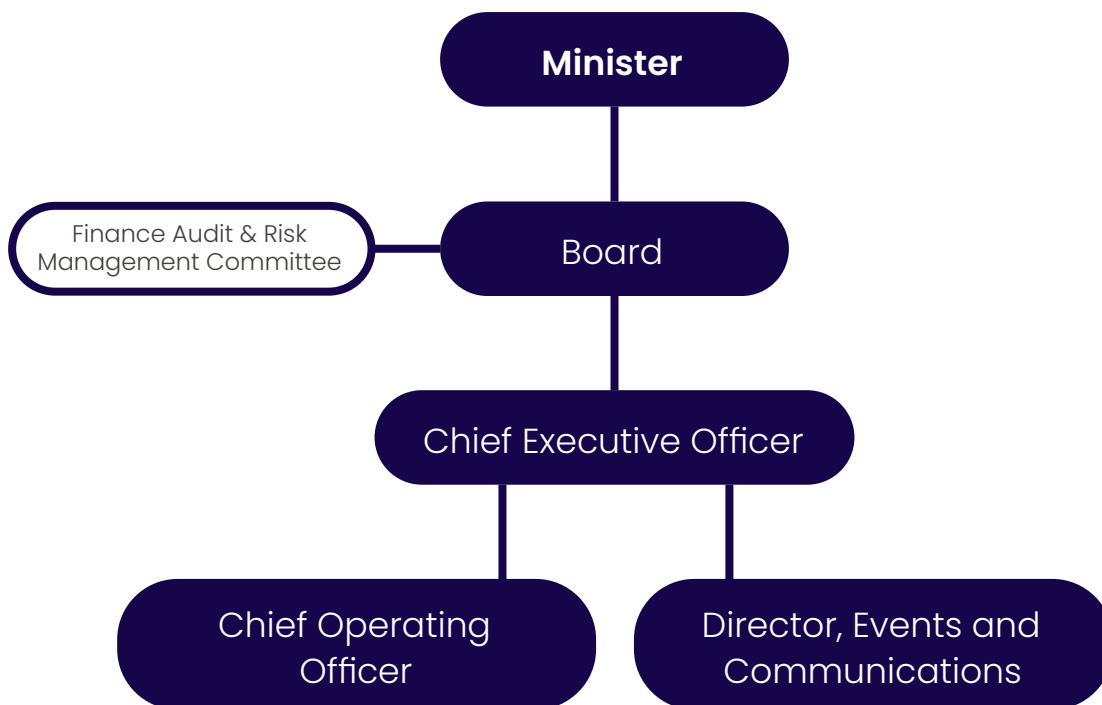 Minister
Finance Audit & Risk
Management Committee
Board
Chief Executive Officer
Chief Operating
Officer
Director, Events and
Communications